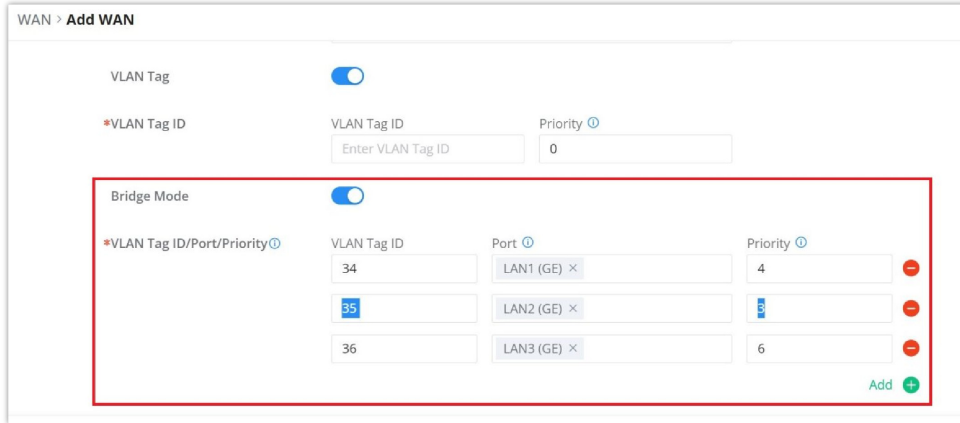 WAN > Add WAN
VLAN Tag
*VLAN Tag ID VLAN Tag ID Priority
Enter VLAN Tag ID 0
Bridge Mode
*VLAN Tag ID/Port/Priority VLAN Tag ID Port Priority
34 LAN1 (GE) × 4
35 LAN2 (GE) × 3
36 LAN3 (GE) × 6
Add